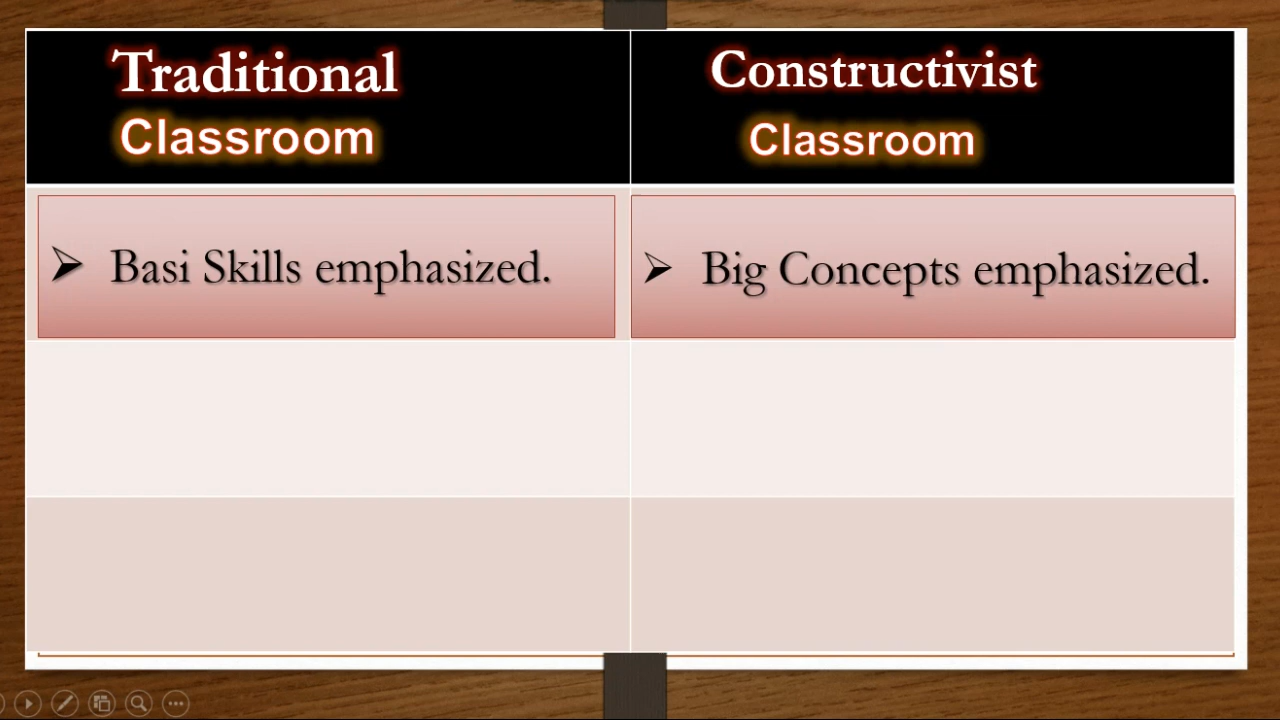 Traditional
Classroom
Constructivist
Classroom
➢ Basi Skills emphasized.
➢ Big Concepts emphasized.